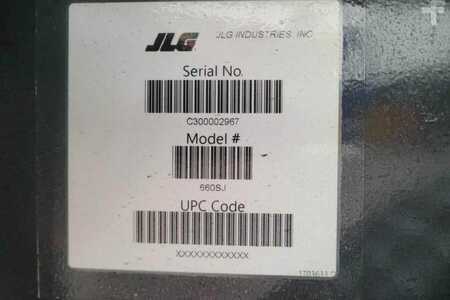 JLG JLG INDUSTRIES, INC
Serial No.
C300002967
Model #
660SJ
UPC Code
XXXXXXXXXXXX